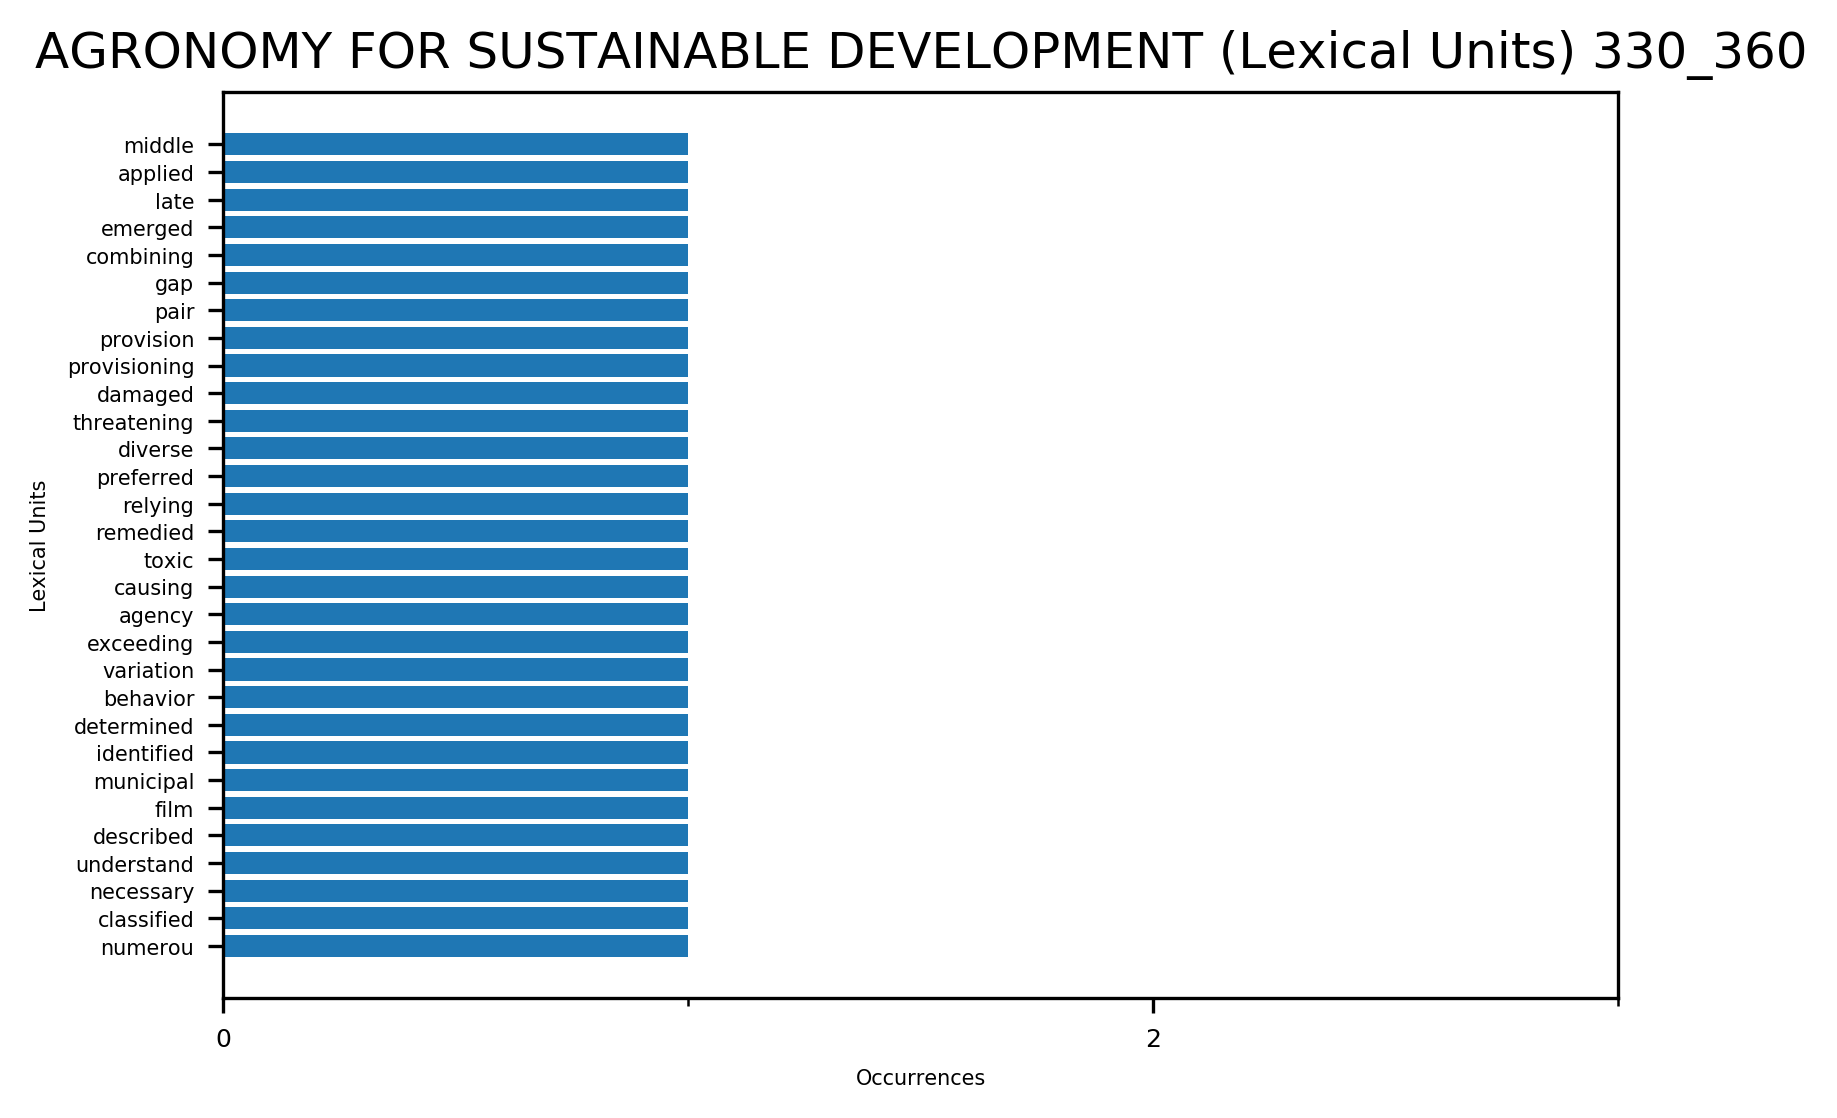 AGRONOMY FOR SUSTAINABLE DEVELOPMENT (Lexical Units) 330_360
middle
applied
late
emerged
combining
gap
pair
provision
provisioning
damaged
threatening
diverse
preferred
relying
remedied
toxic
causing
agency
exceeding
variation
behavior
determined
identified
municipal
film
described
understand
necessary
classified
numerou
Lexical Units
0 2
Occurrences